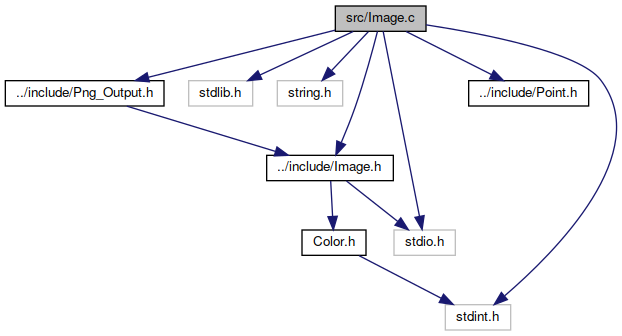 src/Image.c
../include/Png_Output.h
stdlib.h
string.h
../include/Point.h
../include/Image.h
Color.h
stdio.h
stdint.h